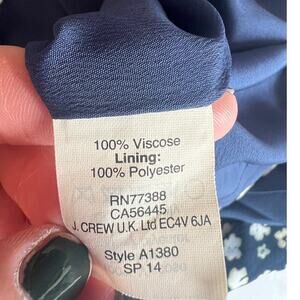 100% Viscose
Lining:
100% Polyester
RN77388
CA56445
J. CREW U.K. Ltd EC4V 6JA
Style A1380
SP 14